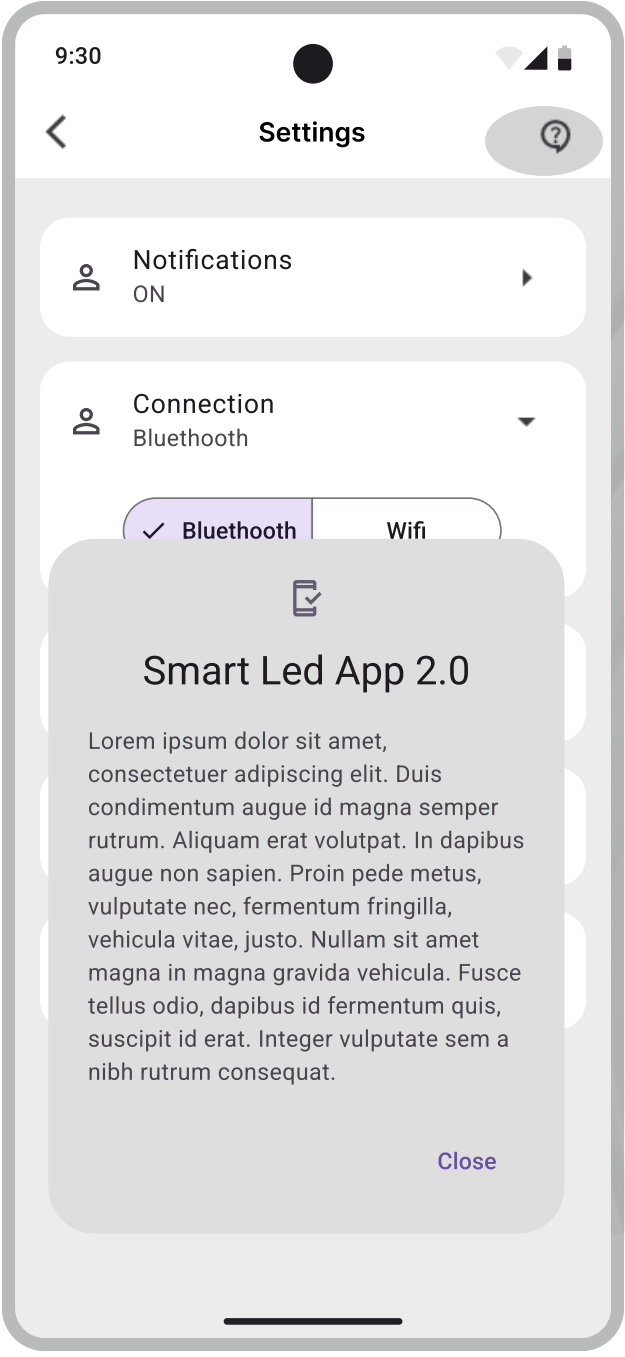 9:30
Settings
?
Notifications
ON
Connection
Bluethooth
Bluethooth
Wifi
Smart Led App 2.0
Lorem ipsum dolor sit amet,
consectetuer adipiscing elit. Duis
condimentum augue id magna semper
rutrum. Aliquam erat volutpat. In dapibus
augue non sapien. Proin pede metus,
vulputate nec, fermentum fringilla,
vehicula vitae, justo. Nullam sit amet
magna in magna gravida vehicula. Fusce
tellus odio, dapibus id fermentum quis,
suscipit id erat. Integer vulputate sem a
nibh rutrum consequat.
Close